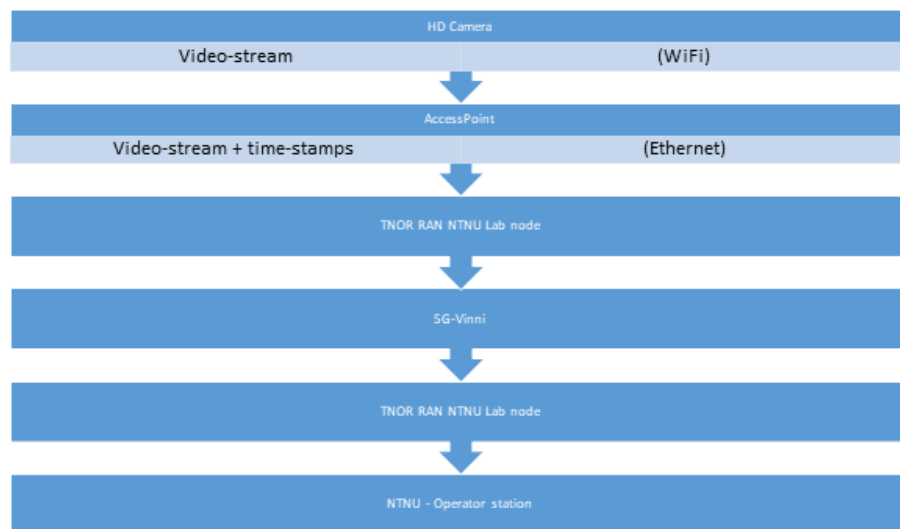 HD Camera
Video-stream (WiFi)
AccessPoint
Video-stream + time-stamps (Ethernet)
TNOR RAN NTNU Lab node
SG-Vinni
TNOR RAN NTNU Lab node
NTNU - Operator station